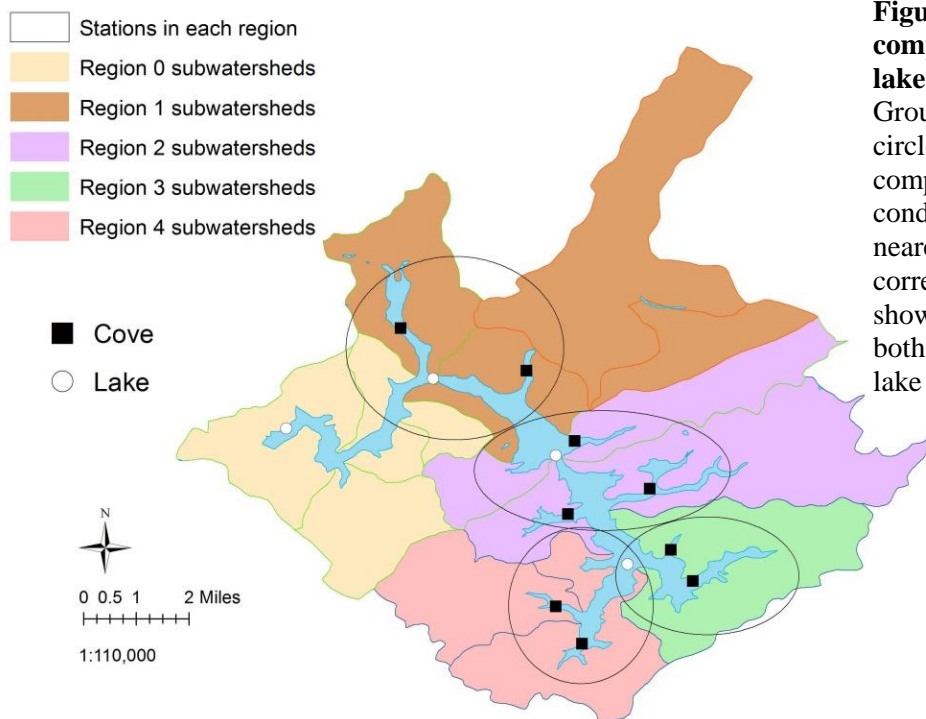 Stations in each region
Region 0 subwatersheds
Region 1 subwatersheds
Region 2 subwatersheds
Region 3 subwatersheds
Region 4 subwatersheds
Cove
Lake
N
0 0.5 1 2 Miles
1:110,000
lake
Grou
circl
comp
cond
neare
corre
show
both
lake